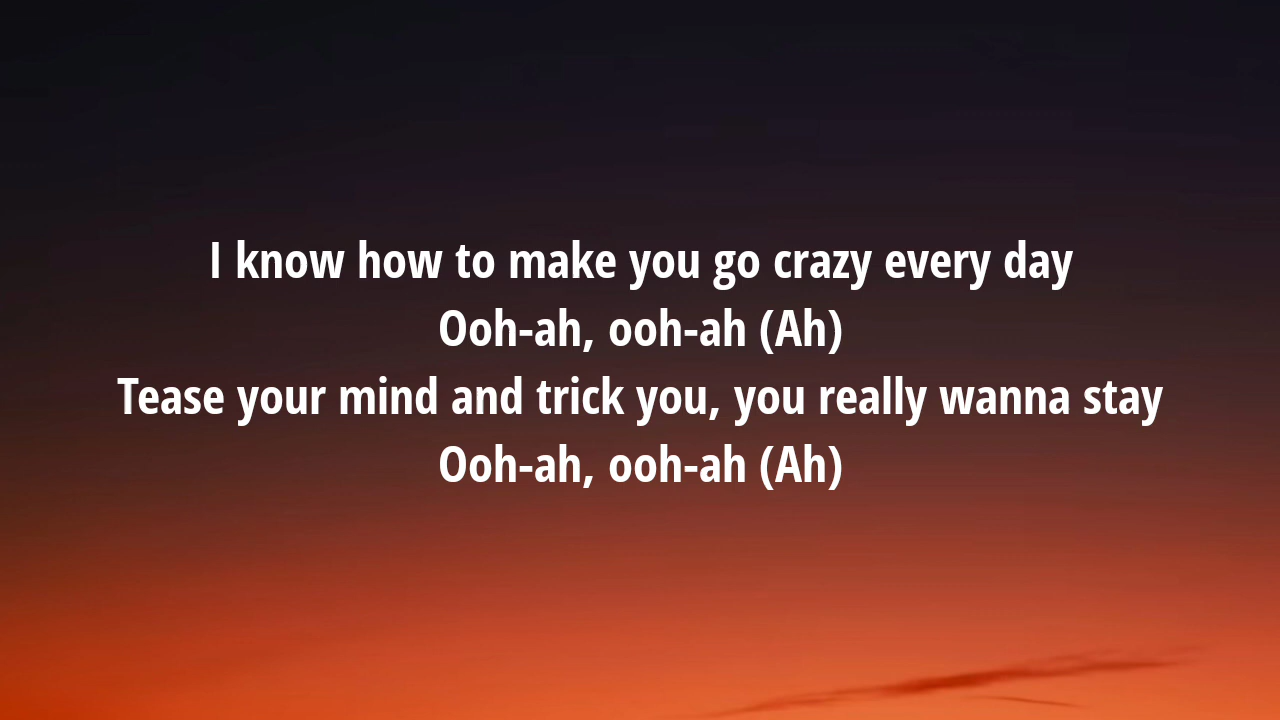 I know how to make you go crazy every day
Ooh-ah, ooh-ah (Ah)
Tease your mind and trick you, you really wanna stay
Ooh-ah, ooh-ah (Ah)